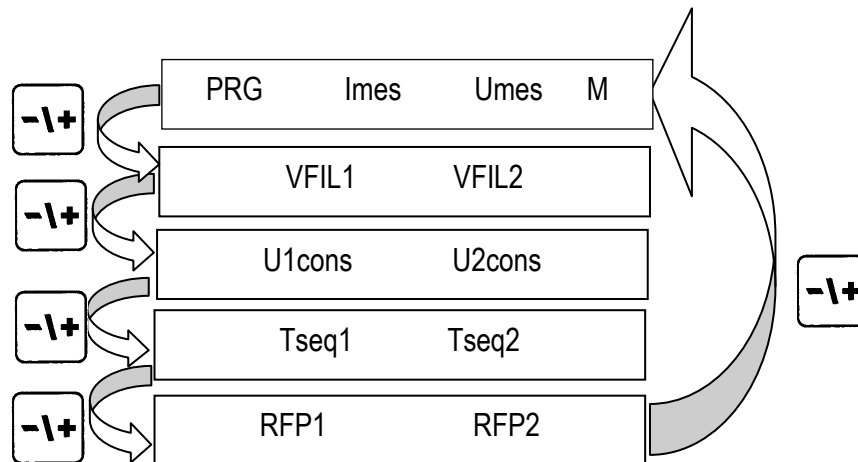 PRG Imes Umes M
-\+
VFIL1 VFIL2
-\+
U1cons U2cons
-\+
-\+
Tseq1 Tseq2
-\+
RFP1 RFP2